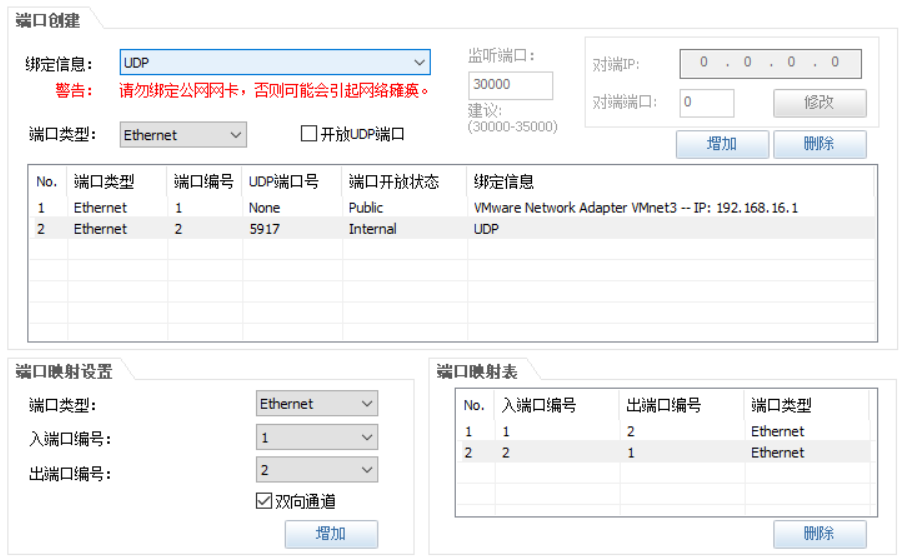 端口创建
绑定信息: UDP 监听端口: 对端IP: 0 . 0 . 0 . 0
警告: 请勿绑定公网网卡，否则可能会引起网络瘫痪。 30000
建议: 对端端口: 0 修改
端口类型: Ethernet 开放UDP端口 (30000-35000)
增加 删除
No. 端口类型 端口编号 UDP端口号 端口开放状态 绑定信息
1 Ethernet 1 None Public VMware Network Adapter VMnet3 -- IP: 192.168.16.1
2 Ethernet 2 5917 Internal UDP
端口映射设置
端口类型: Ethernet
入端口编号: 1
出端口编号: 2
双向通道
增加
端口映射表
No. 入端口编号 出端口编号 端口类型
1 1 2 Ethernet
2 2 1 Ethernet
删除